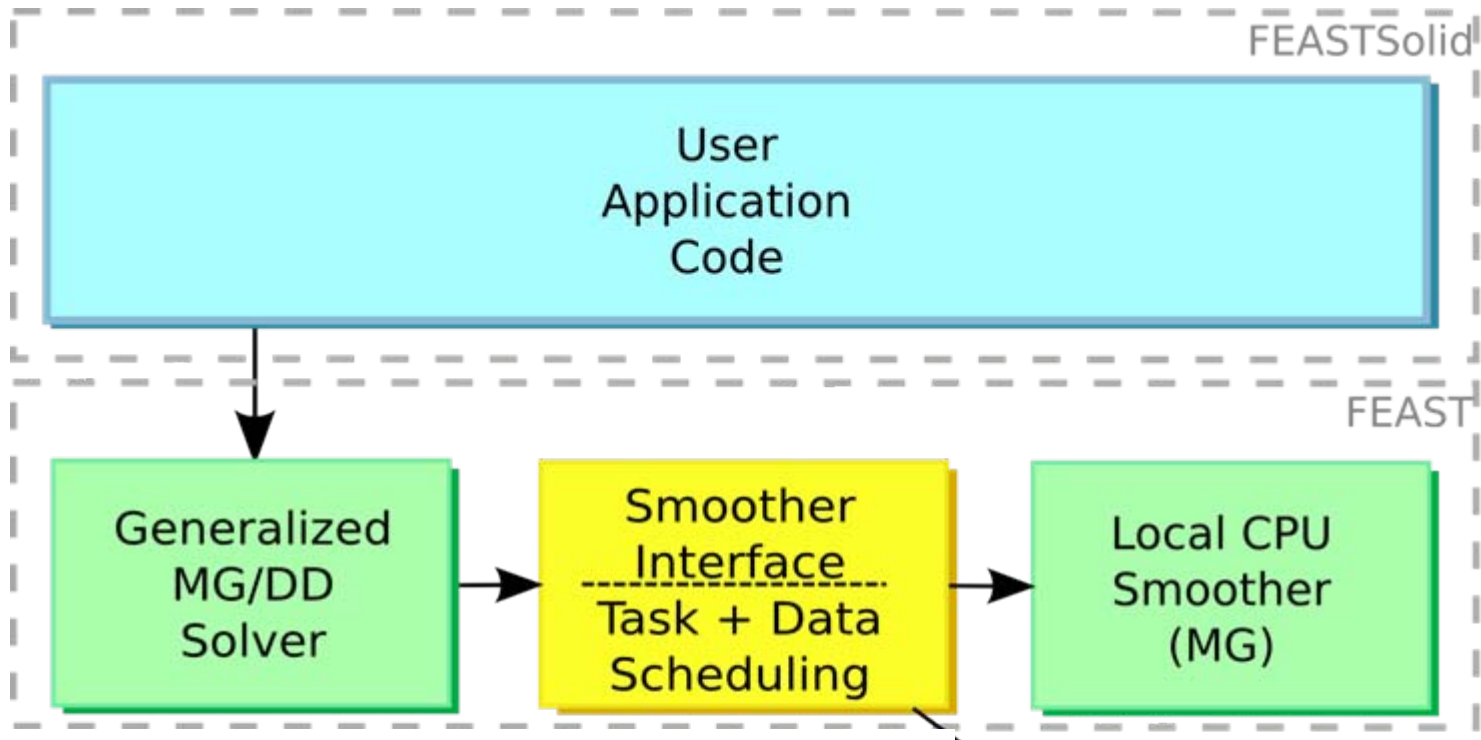 FEASTSolid
User
Application
Code
FEAST
Generalized
MG/DD
Solver
Smoother
Interface
Task + Data
Scheduling
Local CPU
Smoother
(MG)